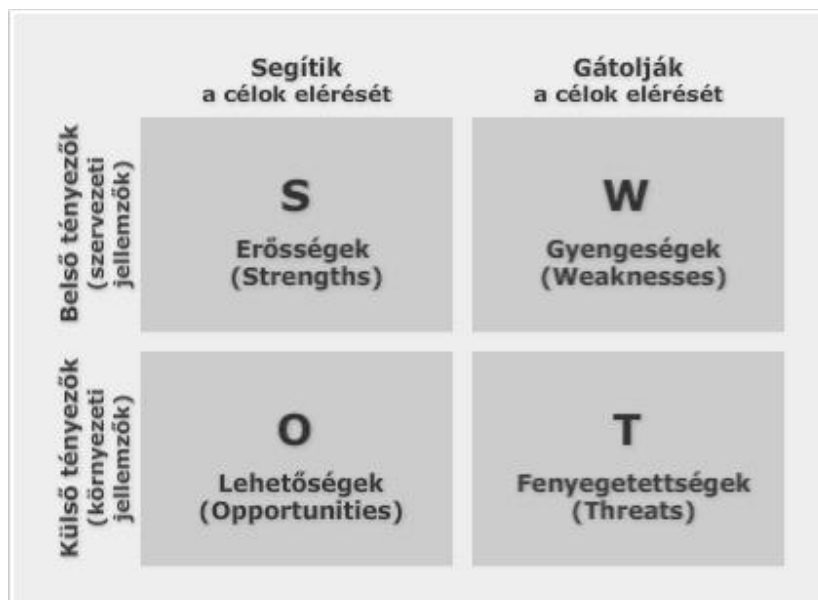 Segítik
a célok elérését
Gátolják
a célok elérését
Belső tényezők
(szervezeti
jellemzők)
S
Erősségek
(Strengths)
W
Gyengeségek
(Weaknesses)
Külső tényezők
(környezeti
jellemzők)
O
Lehetőségek
(Opportunities)
T
Fenyegetettségek
(Threats)